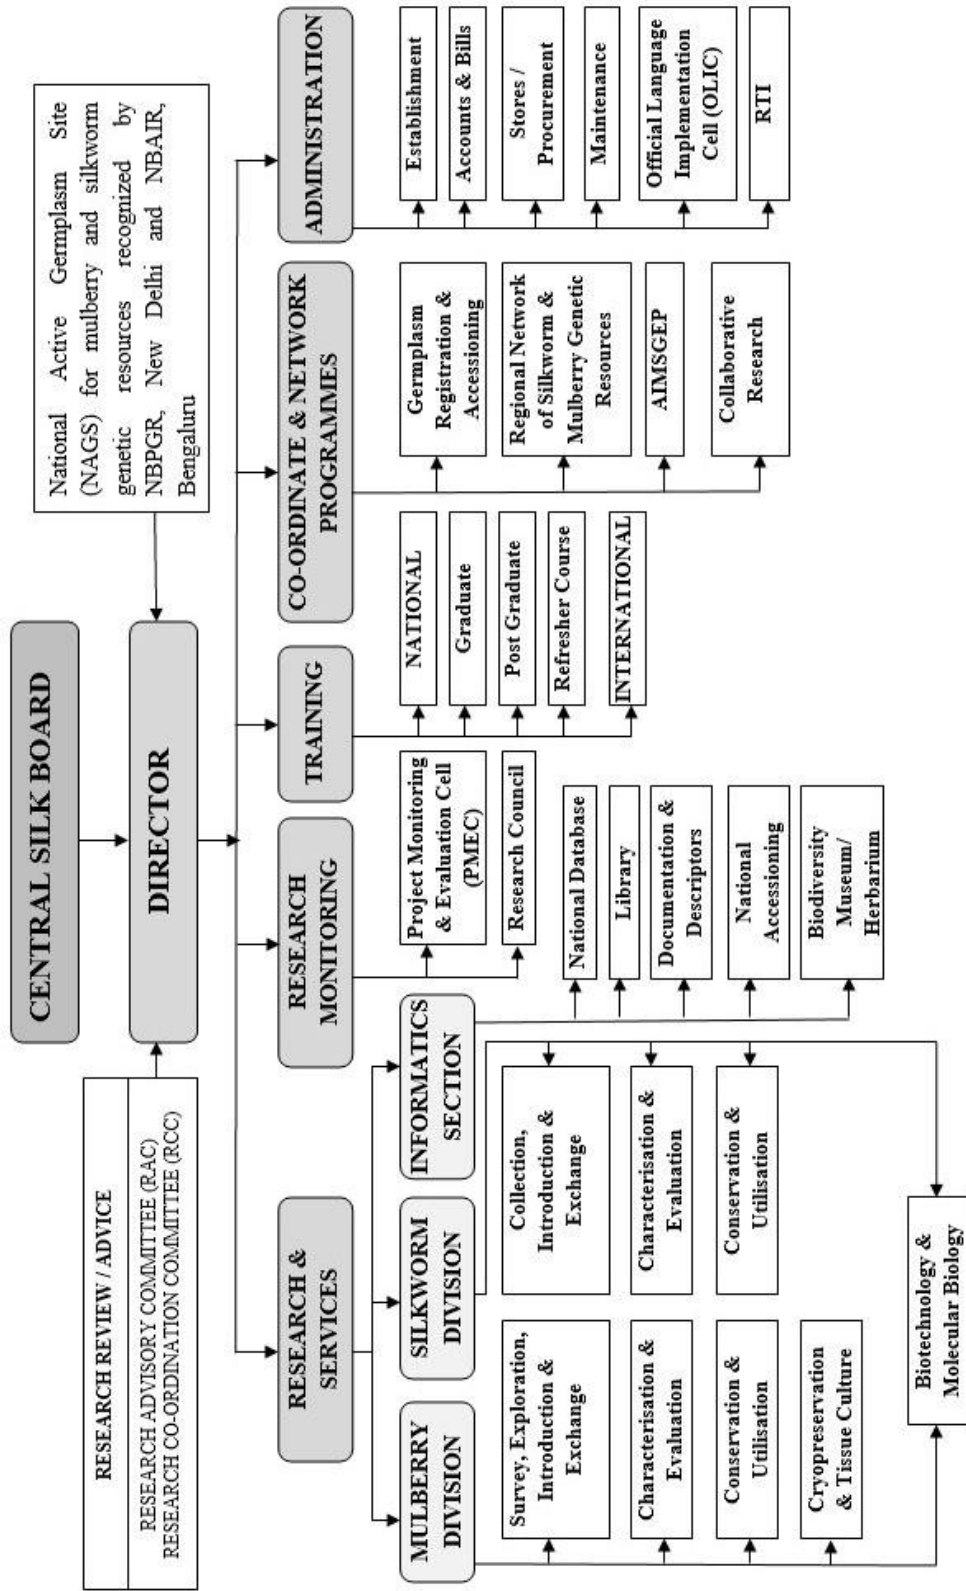 CENTRAL SILK BOARD
RESEARCH REVIEW / ADVICE
RESEARCH ADVISORY COMMITTEE (RAC)
RESEARCH CO-ORDINATION COMMITTEE (RCC)
DIRECTOR
National Active Germplasm Site
(NAGS) for mulberry and silkworm
genetic resources recognized by
NBPGR, New Delhi and NBAIR,
Bengaluru
RESEARCH &
SERVICES
RESEARCH
MONITORING
TRAINING
CO-ORDINATE & NETWORK
PROGRAMMES
ADMINISTRATION
MULBERRY
DIVISION
Survey, Exploration,
Introduction &
Exchange
Characterisation &
Evaluation
Conservation &
Utilisation
Cryopreservation
& Tissue Culture
SILKWORM
DIVISION
Collection,
Introduction &
Exchange
Characterisation &
Evaluation
Conservation &
Utilisation
Biotechnology &
Molecular Biology
INFORMATICS
SECTION
National Database
Library
Documentation &
Descriptors
National
Accessioning
Biodiversity
Museum/
Herbarium
Project Monitoring
& Evaluation Cell
(PMEC)
Research Council
NATIONAL
Graduate
Post Graduate
Refresher Course
INTERNATIONAL
Germplasm
Registration &
Accessioning
Regional Network
of Silkworm &
Mulberry Genetic
Resources
AIMSGEP
Collaborative
Research
Establishment
Accounts & Bills
Stores /
Procurement
Maintenance
Official Language
Implementation
Cell (OLIC)
RTI